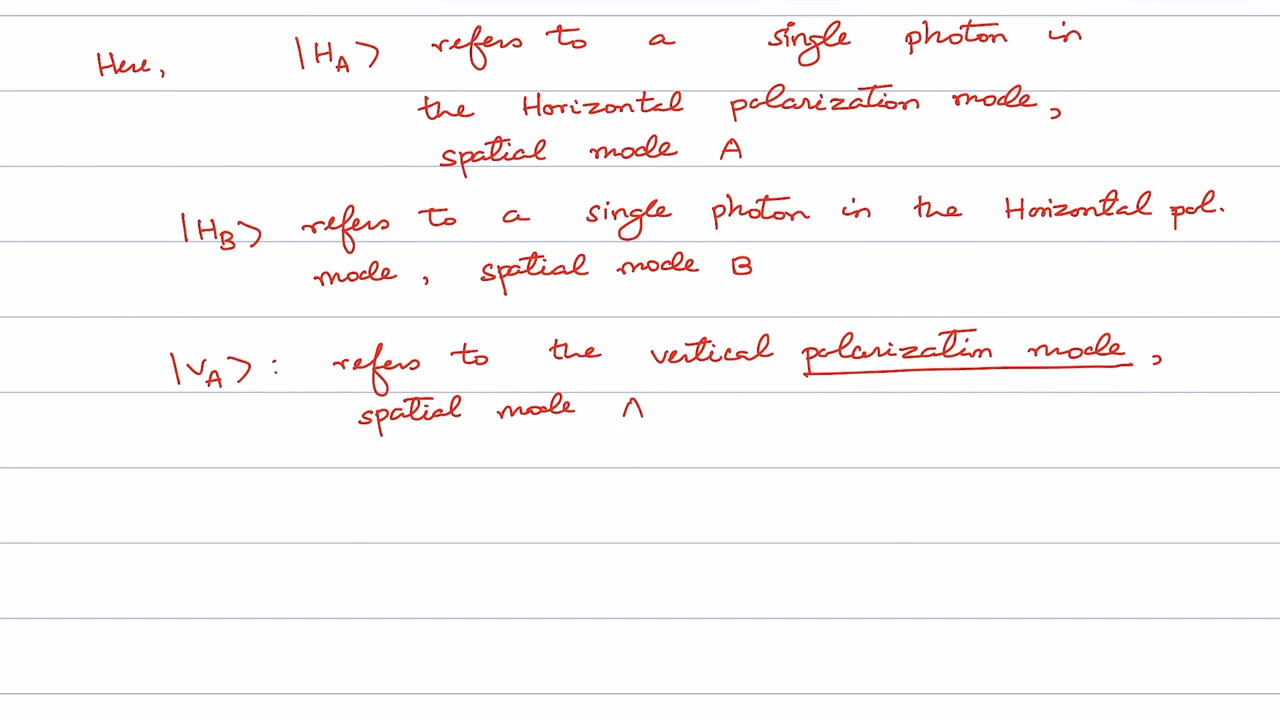 Here, |H_A⟩ refers to a single photon in
the Horizontal polarization mode,
spatial mode A
|H_B⟩ refers to a single photon in the Horizontal pol.
mode, spatial mode B
|V_A⟩ : refers to the vertical polarization mode,
spatial mode A